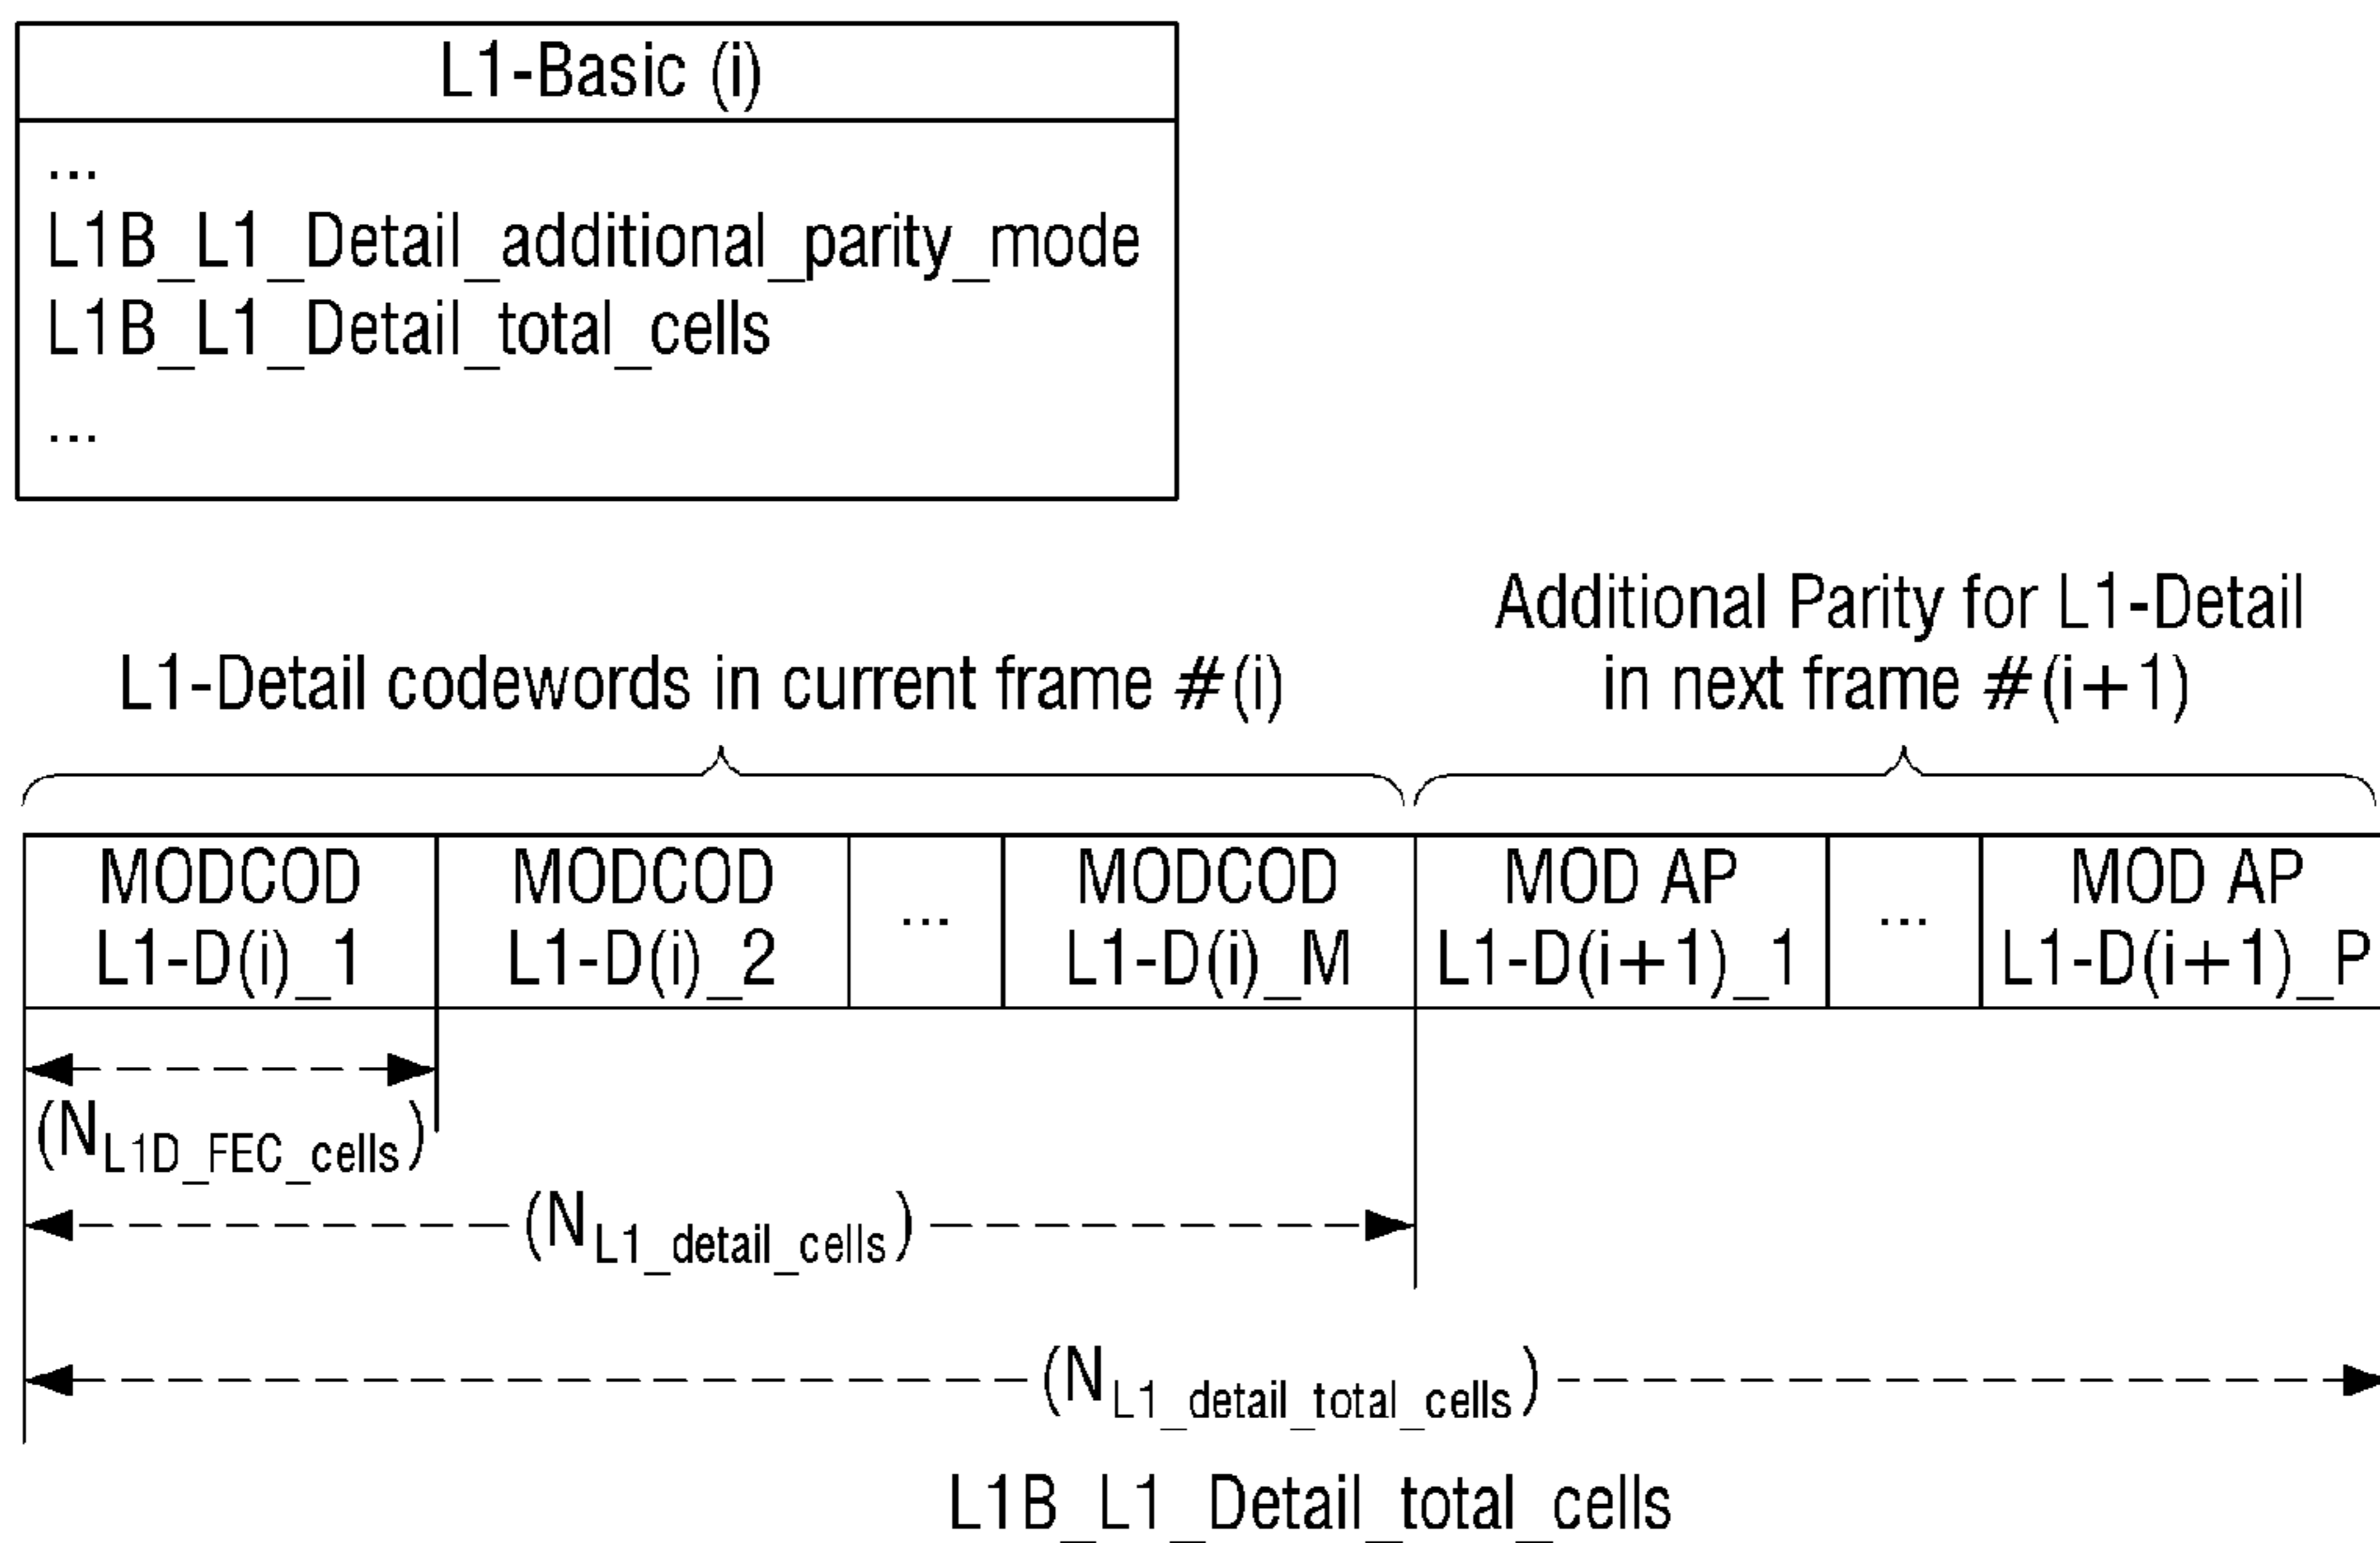 L1-Basic (i)
...
L1B_L1_Detail_additional_parity_mode
L1B_L1_Detail_total_cells
...
Additional Parity for L1-Detail
in next frame #(i+1)
L1-Detail codewords in current frame #(i)
MODCOD
L1-D(i)_1
MODCOD
L1-D(i)_2
...
MODCOD
L1-D(i)_M
MOD AP
L1-D(i+1)_1
...
MOD AP
L1-D(i+1)_P
(NL1D_FEC_cells)
(NL1_detail_cells)
(NL1_detail_total_cells)
L1B_L1_Detail_total_cells